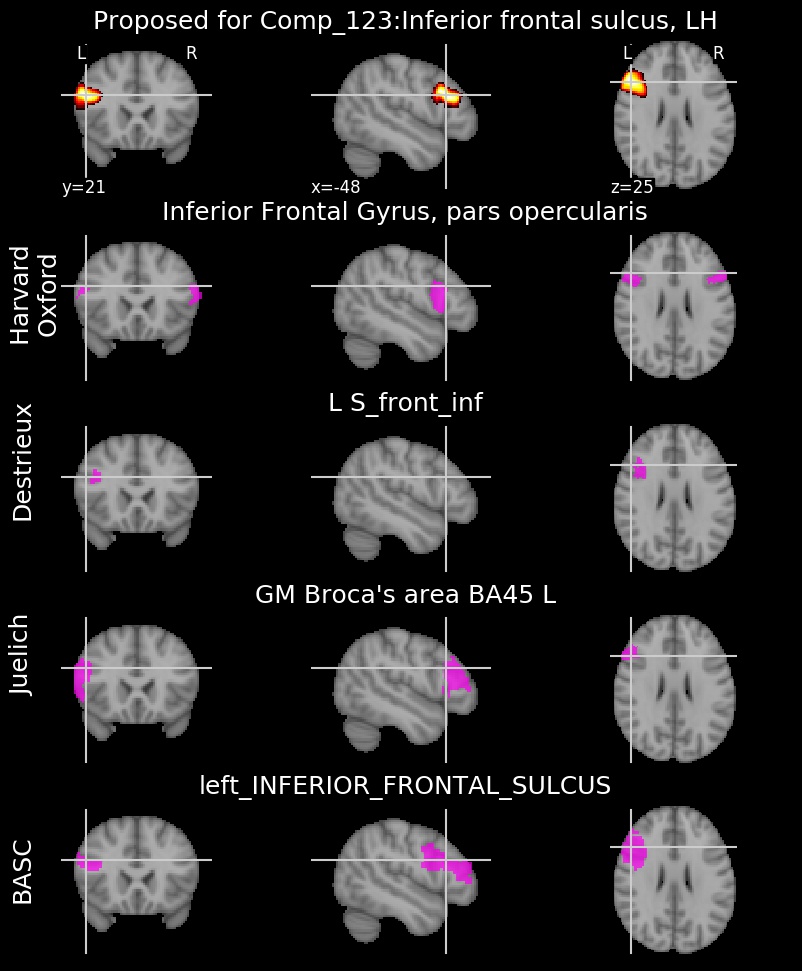 Proposed for Comp_123:Inferior frontal sulcus, LH
L R
L R
y=21 x=-48 z=25
Inferior Frontal Gyrus, pars opercularis
Harvard
Oxford
L S_front_inf
Destrieux
GM Broca's area BA45 L
Juelich
left_INFERIOR_FRONTAL_SULCUS
BASC